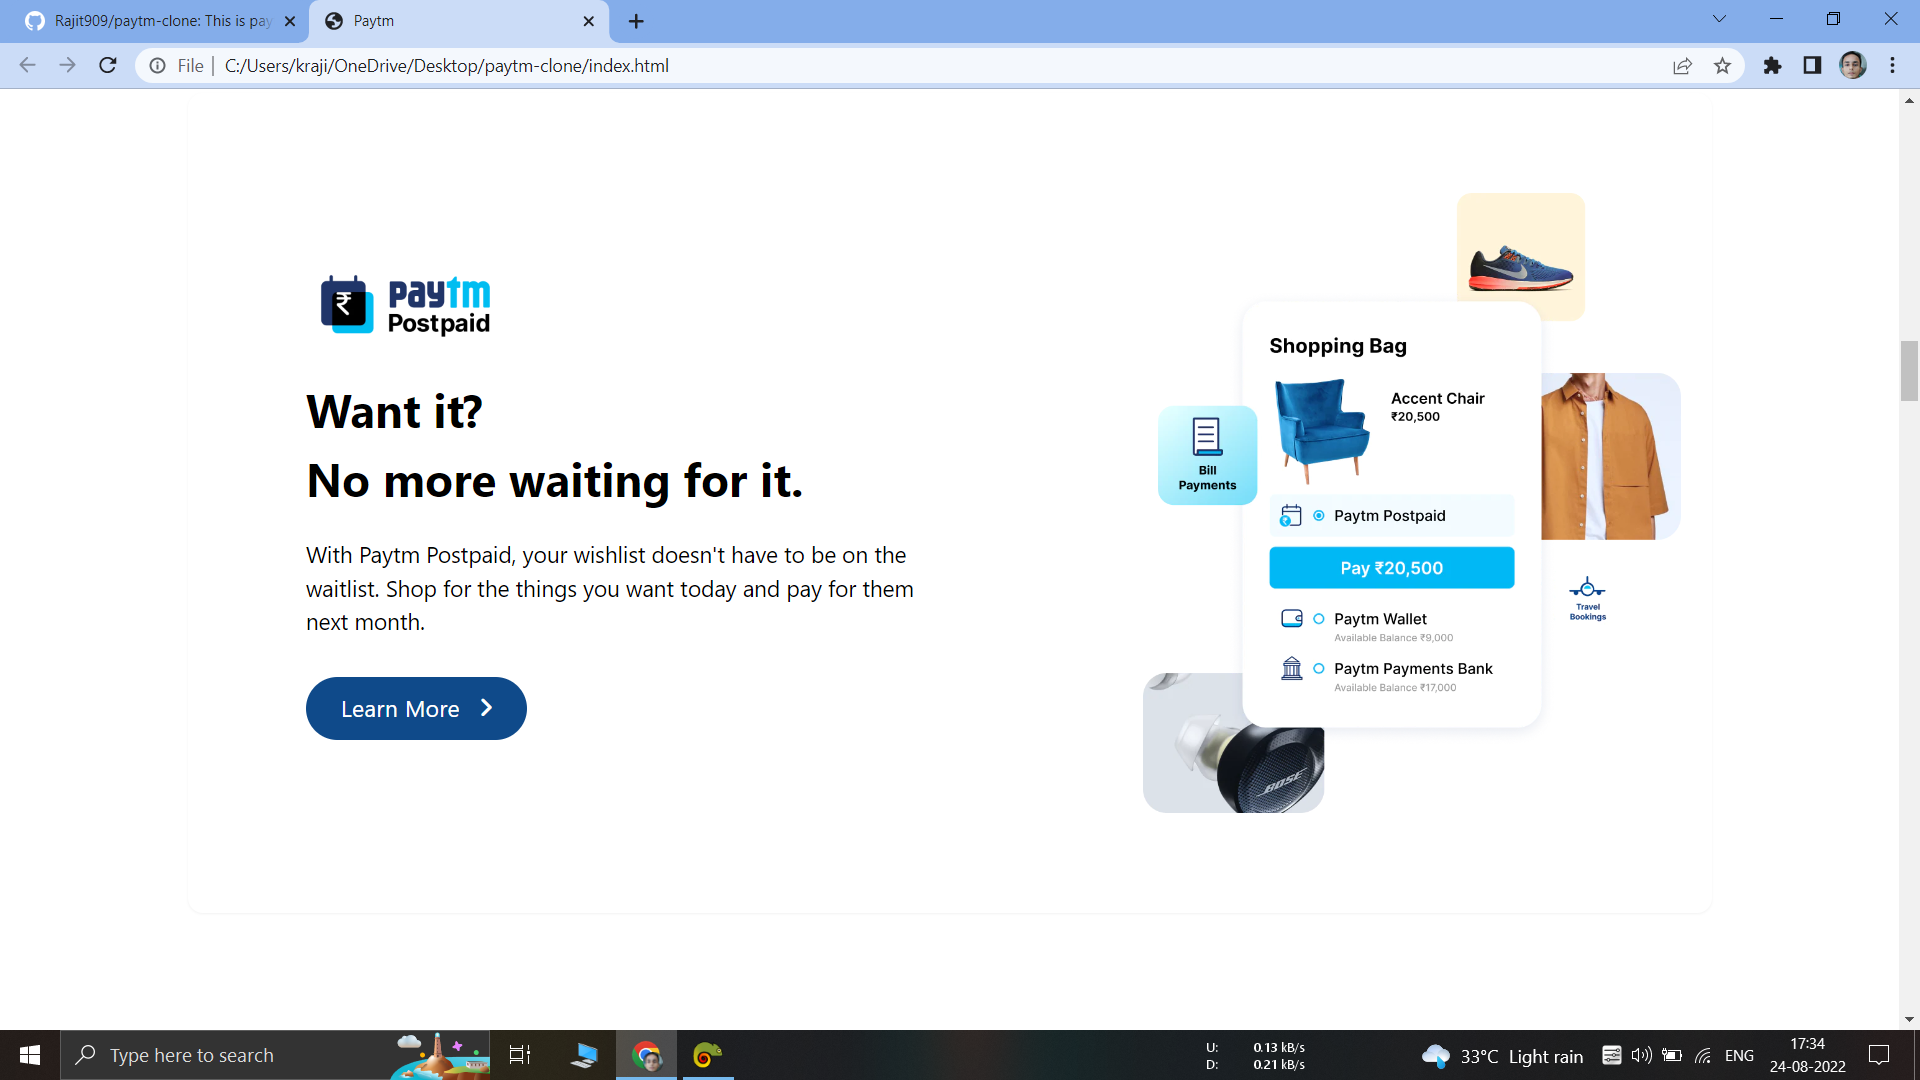 Rajit909/paytm-clone: This is pay
Paytm
File
C:/Users/kraji/OneDrive/Desktop/paytm-clone/index.html
paytm
Postpaid
Want it?
No more waiting for it.
With Paytm Postpaid, your wishlist doesn't have to be on the
waitlist. Shop for the things you want today and pay for them
next month.
Learn More
Shopping Bag
Accent Chair
₹20,500
Bill
Payments
Paytm Postpaid
Pay ₹20,500
Paytm Wallet
Available Balance ₹9,000
Paytm Payments Bank
Available Balance ₹17,000
Travel
Bookings
BOSE
Type here to search
U: 0.13 kB/s
D: 0.21 kB/s
33°C Light rain
ENG
17:34
24-08-2022